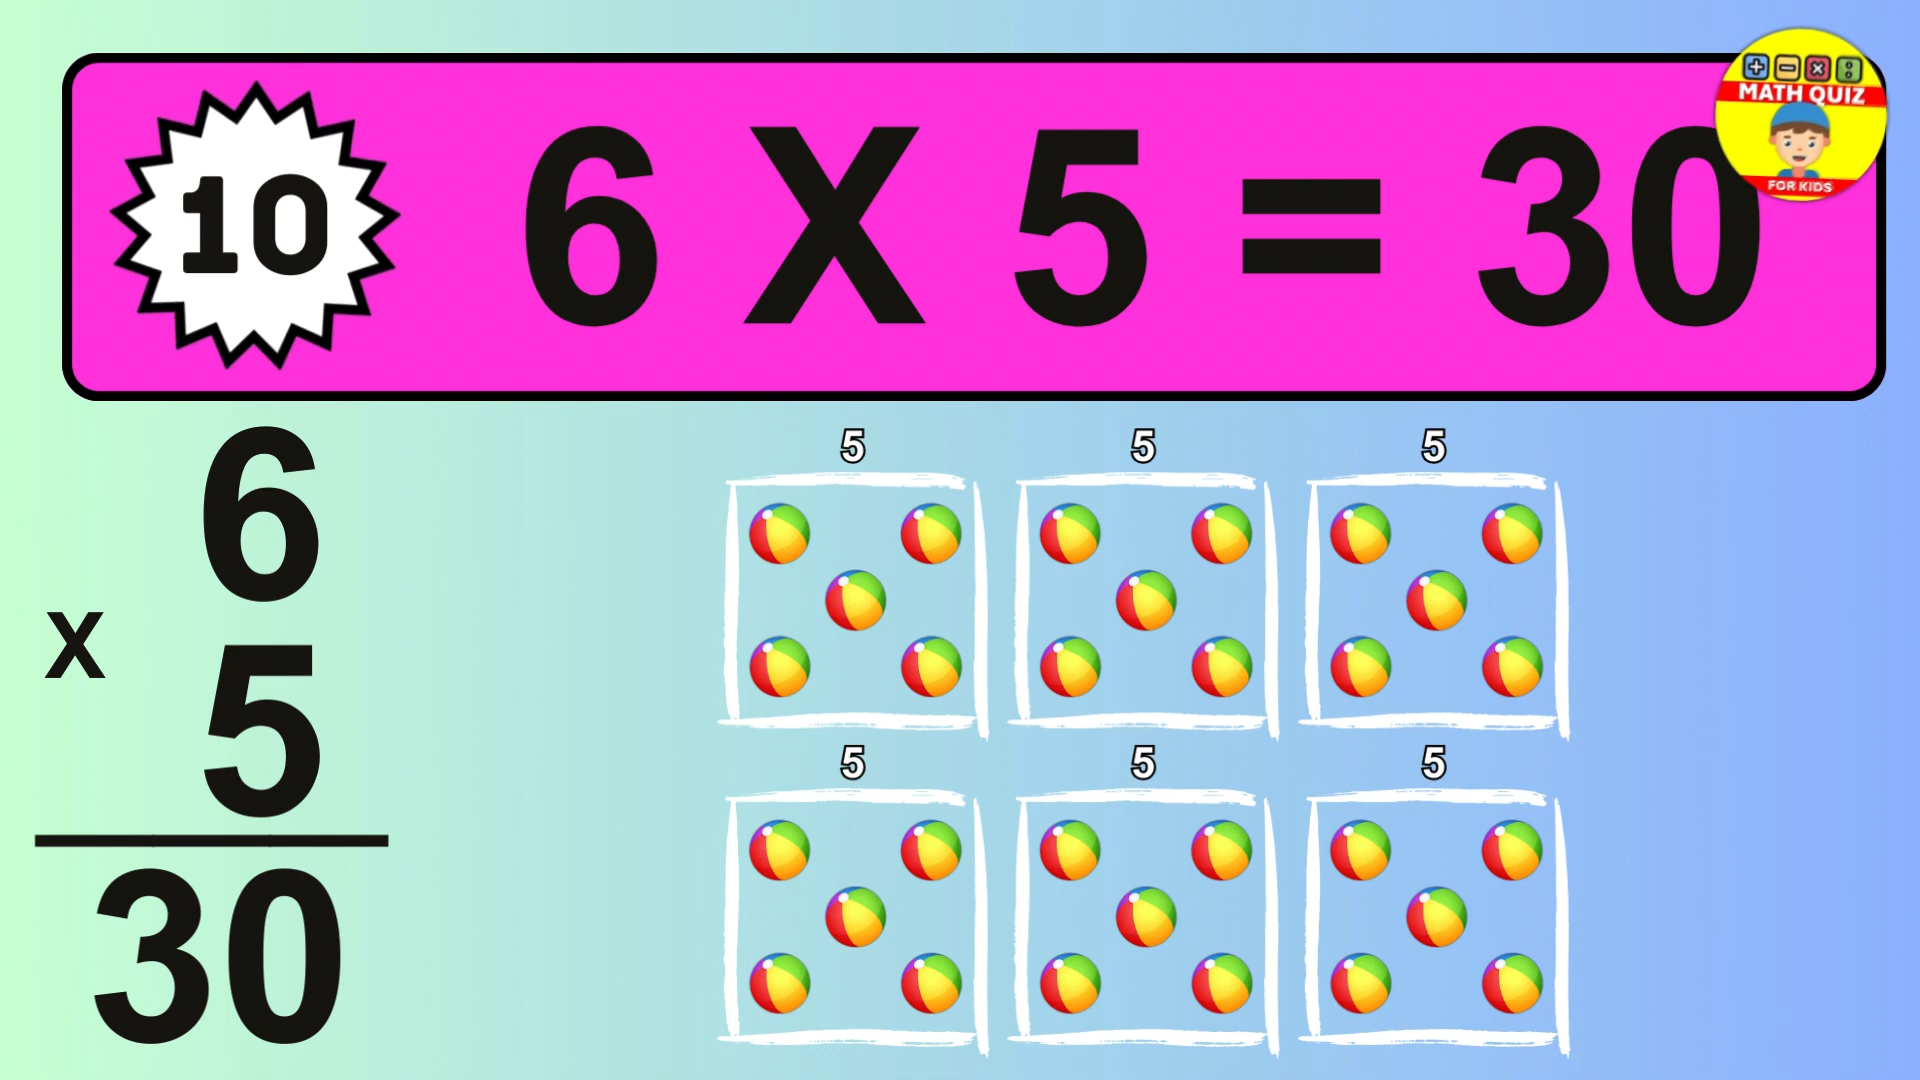 10
6 X 5 = 30
+ - x
MATH QUIZ
FOR KIDS
6
x 5
30
5 5 5
5 5 5